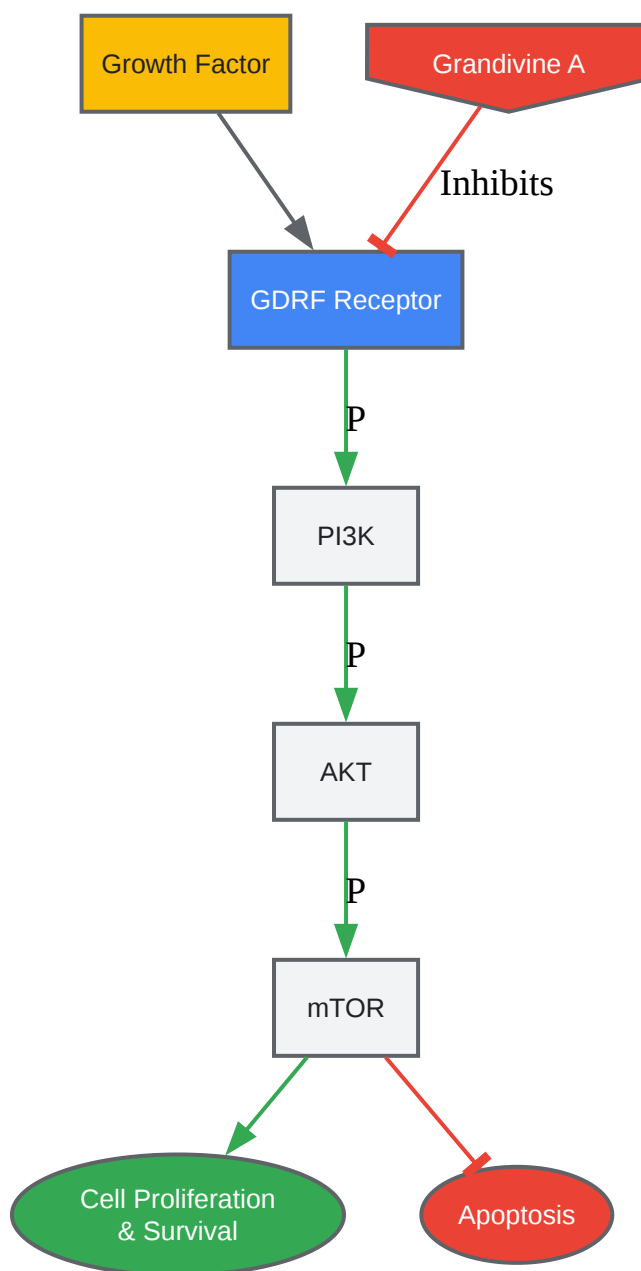 Growth Factor
Grandivine A
Inhibits
GDRF Receptor
P
PI3K
P
AKT
P
mTOR
Cell Proliferation
& Survival
Apoptosis